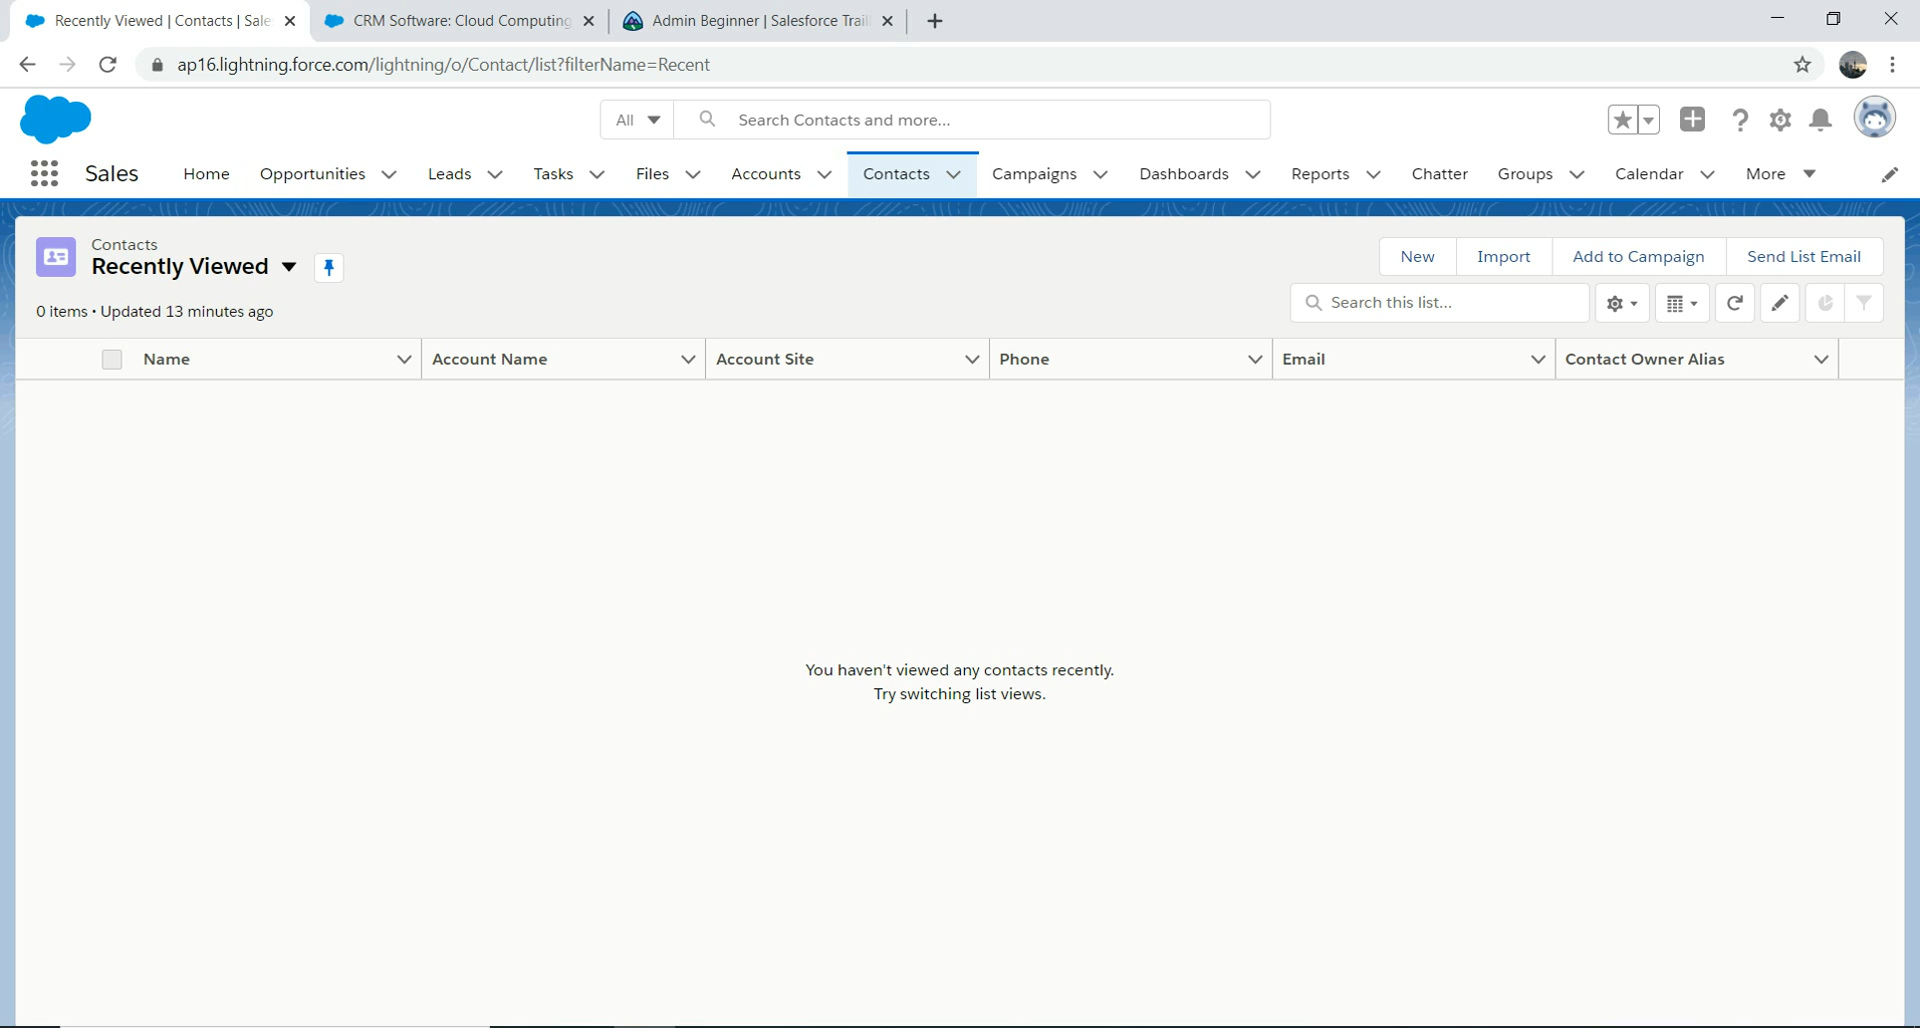 Recently Viewed | Contacts | Sale
CRM Software: Cloud Computing
Admin Beginner | Salesforce Trail
ap16.lightning.force.com/lightning/o/Contact/list?filterName=Recent
All
Search Contacts and more...
Sales Home Opportunities Leads Tasks Files Accounts Contacts Campaigns Dashboards Reports Chatter Groups Calendar More
Contacts
Recently Viewed
New Import Add to Campaign Send List Email
0 items • Updated 13 minutes ago
Search this list...
Name Account Name Account Site Phone Email Contact Owner Alias
You haven't viewed any contacts recently.
Try switching list views.